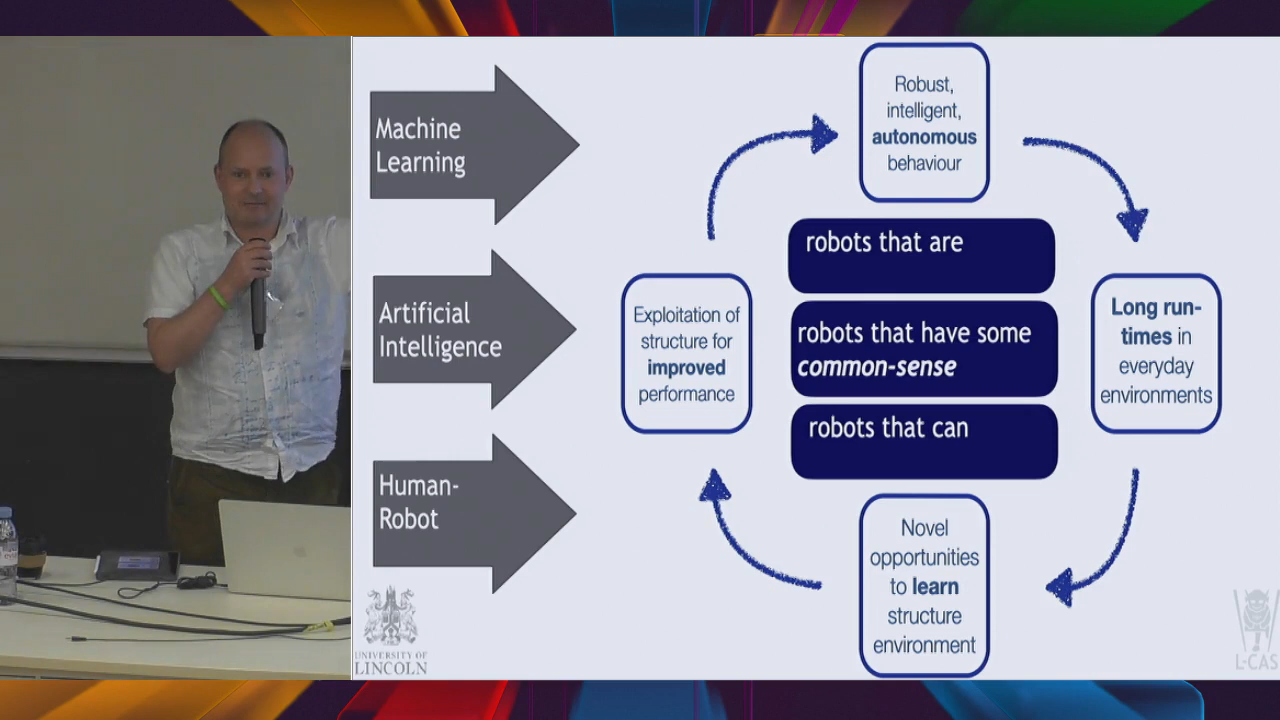 Machine
Learning
Artificial
Intelligence
Human-
Robot
Robust,
intelligent,
autonomous
behaviour
robots that are
robots that have some
common-sense
robots that can
Exploitation of
structure for
improved
performance
Long run-
times in
everyday
environments
Novel
opportunities
to learn
structure
environment
UNIVERSITY OF
LINCOLN
L-CAS